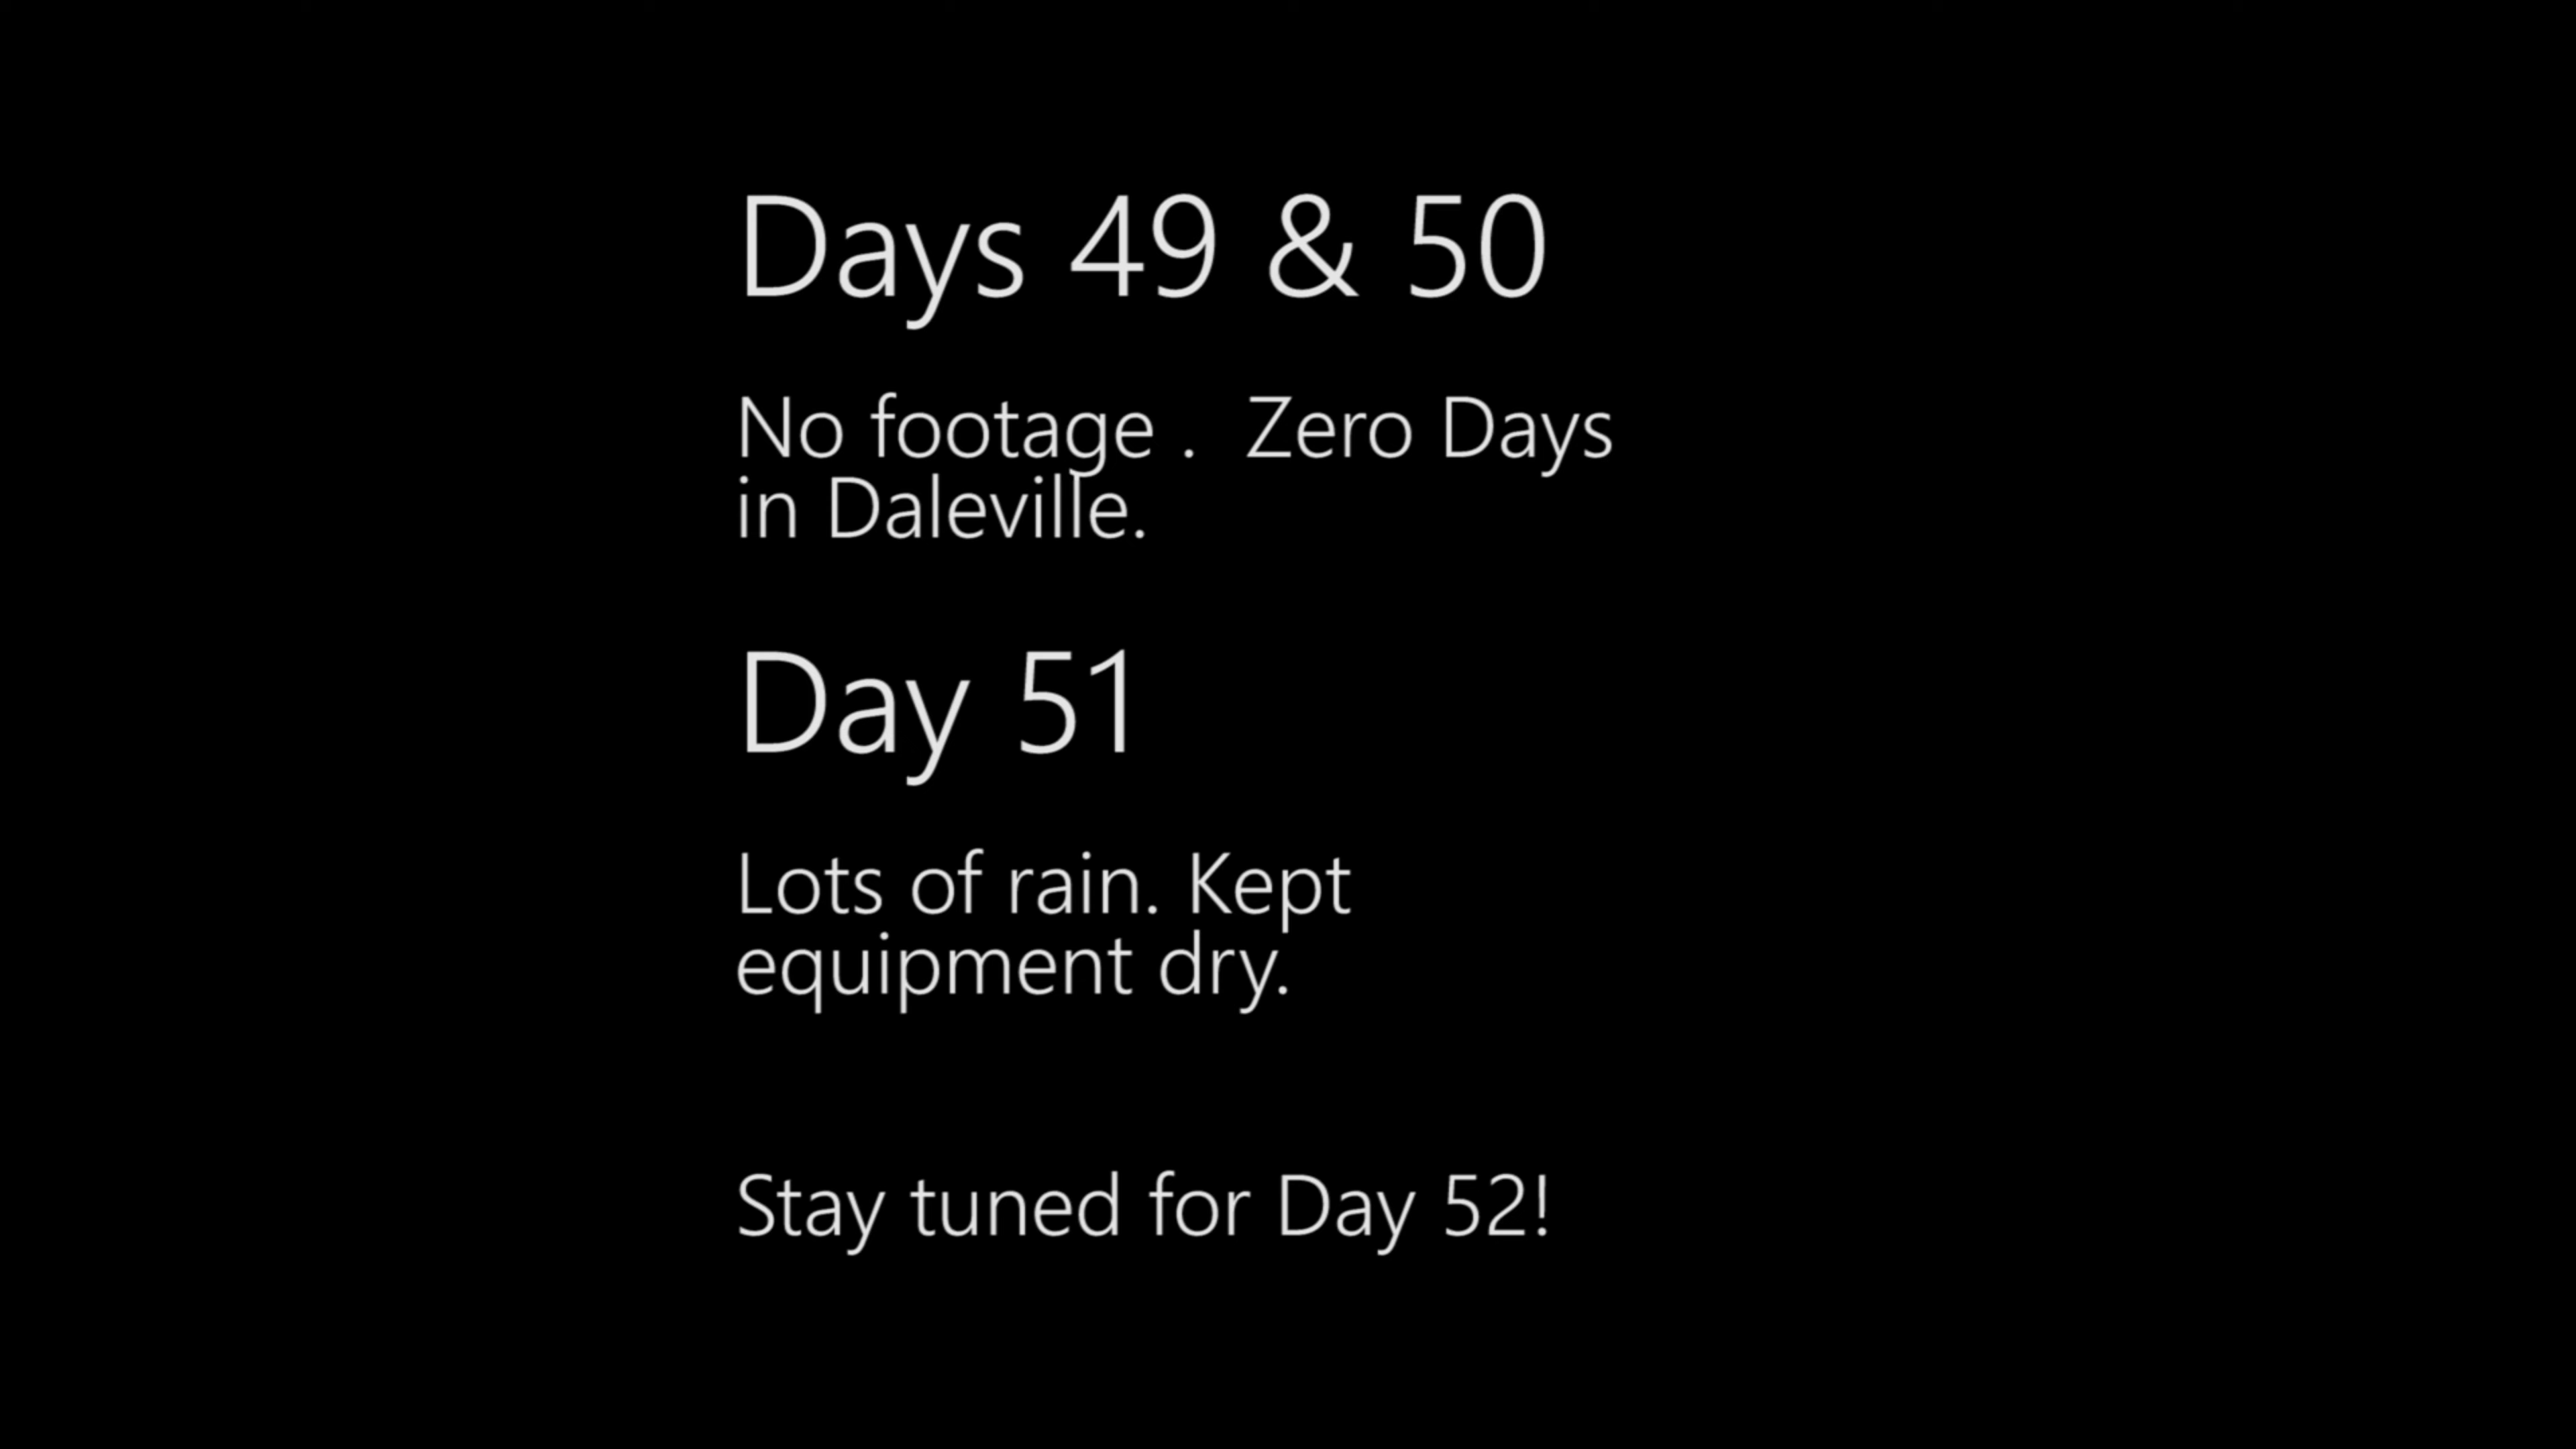 Days 49 & 50
No footage .  Zero Days
in Daleville.
Day 51
Lots of rain. Kept
equipment dry.
Stay tuned for Day 52!